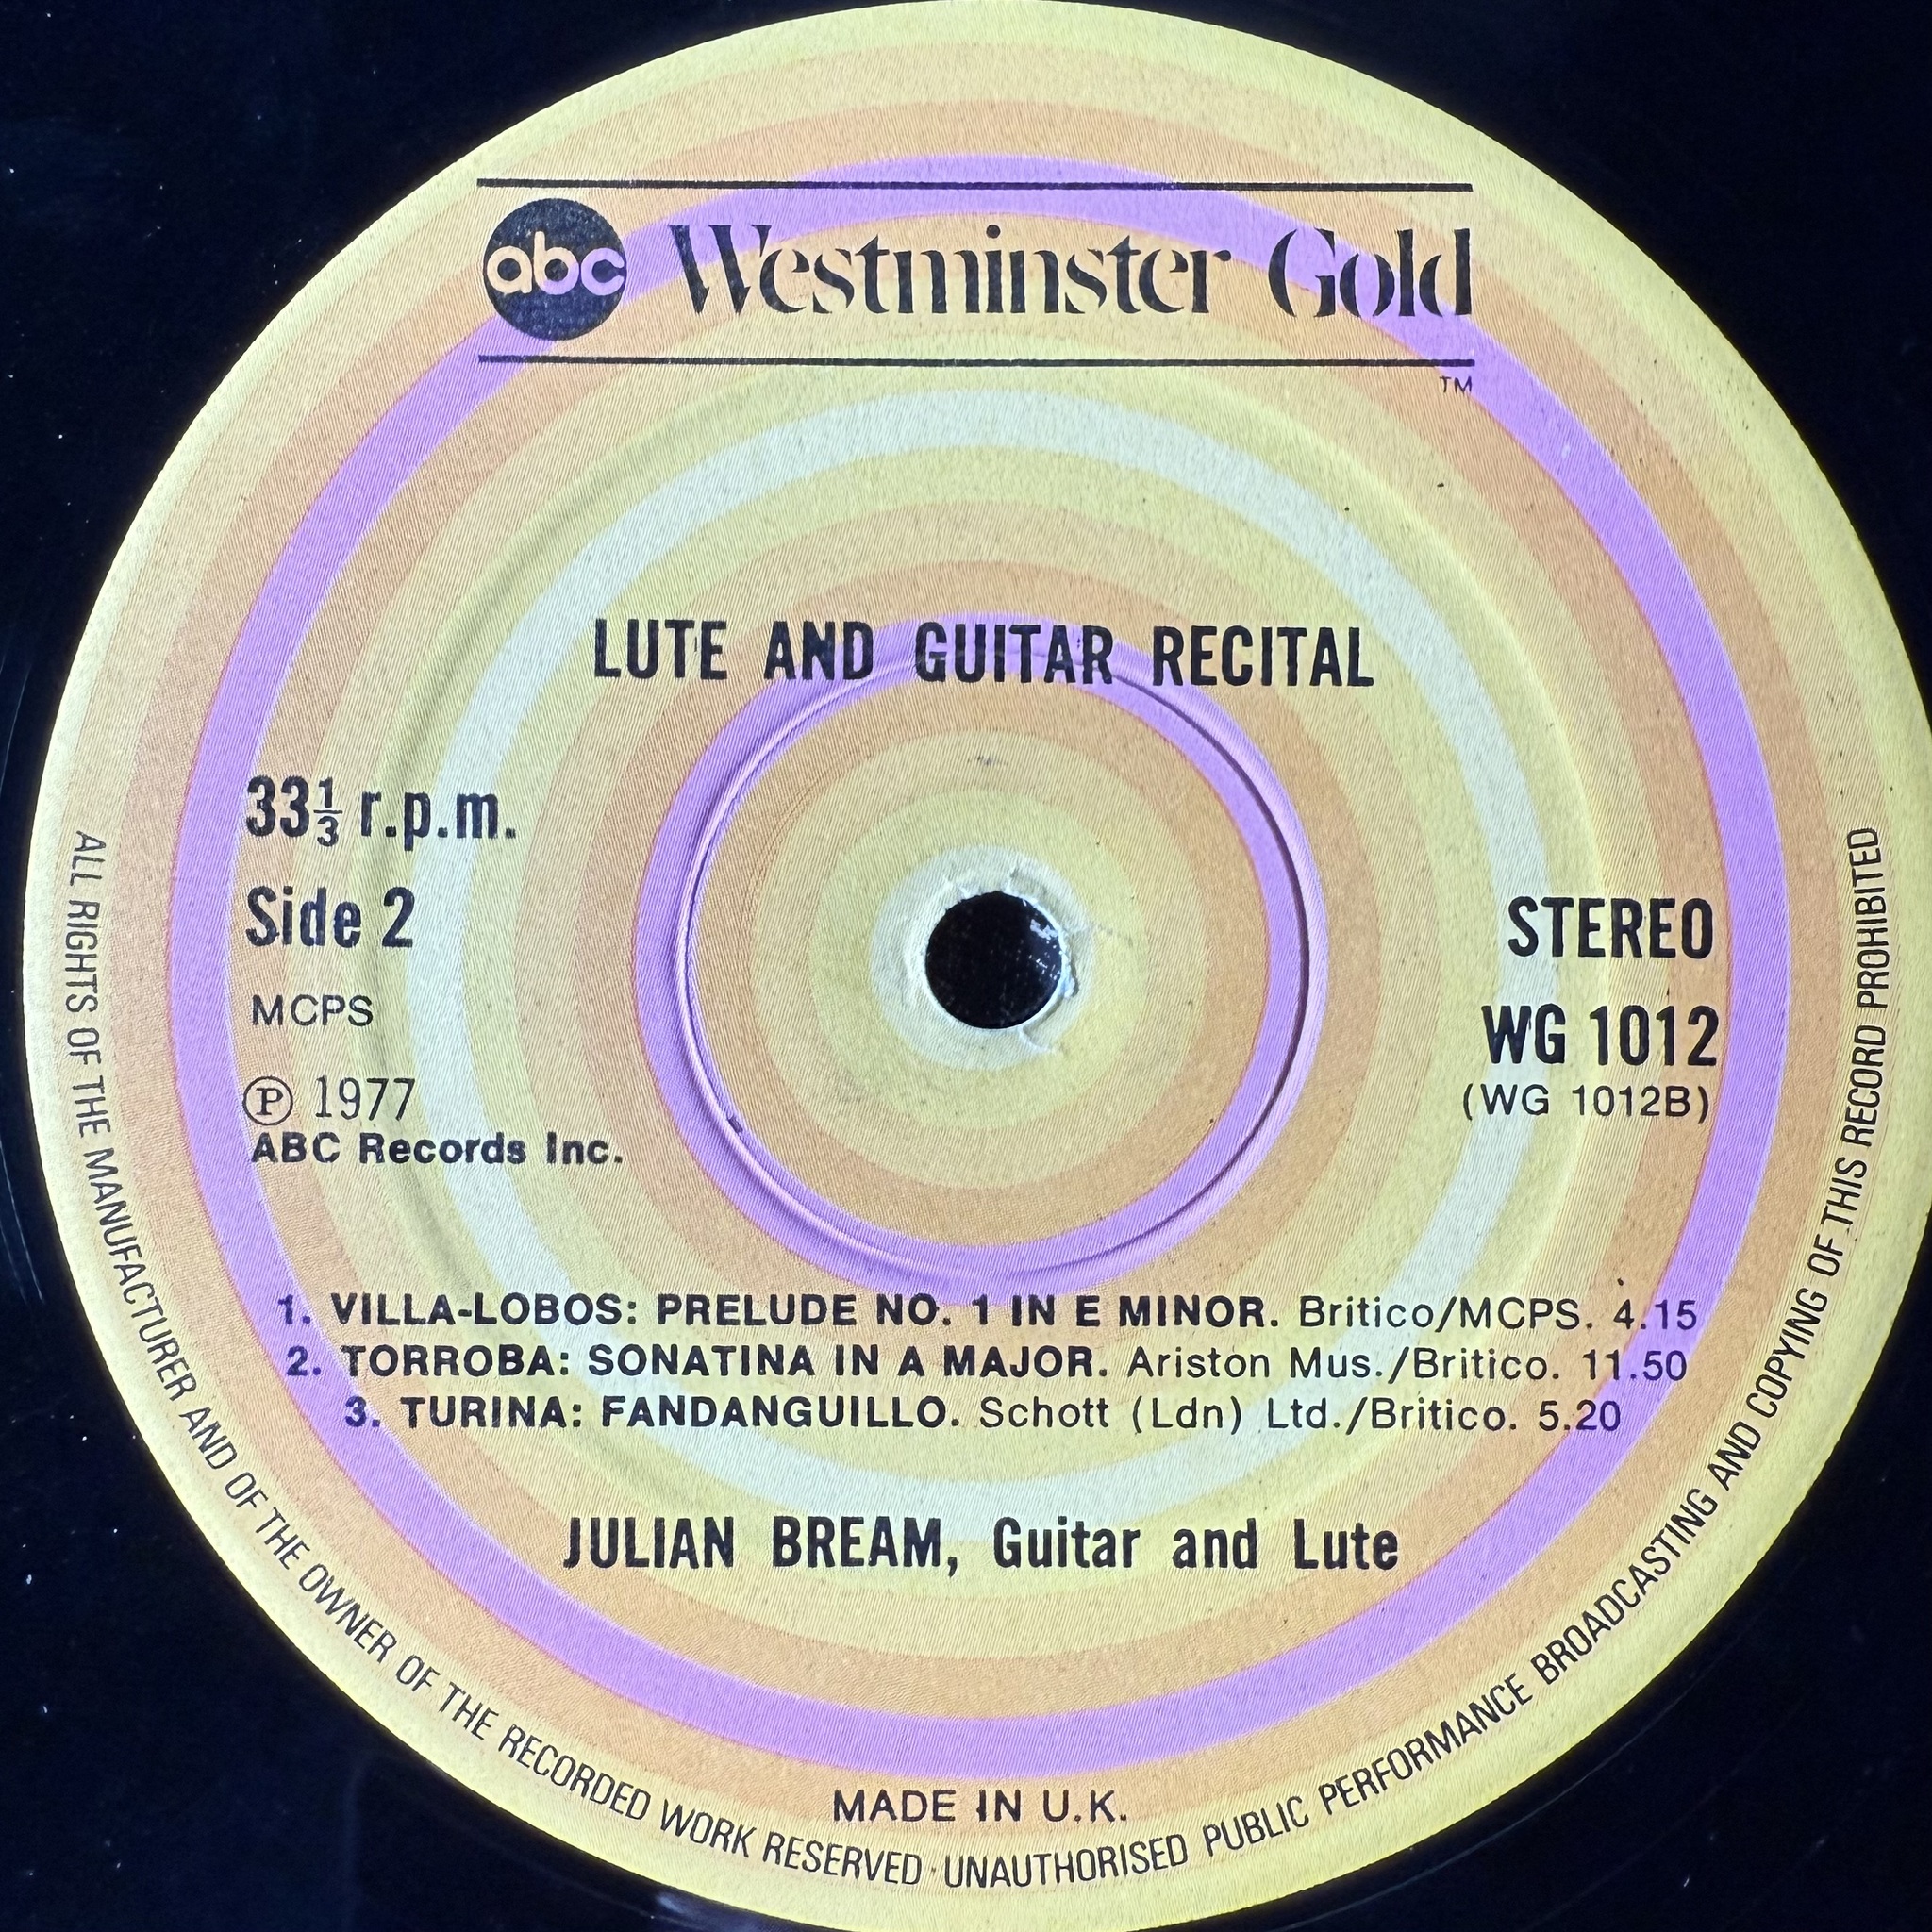 abc Westminster Gold
TM
LUTE AND GUITAR RECITAL
33⅓ r.p.m.
Side 2
MCPS
℗ 1977
ABC Records Inc.
STEREO
WG 1012
(WG 1012B)
1. VILLA-LOBOS: PRELUDE NO. 1 IN E MINOR. Britico/MCPS. 4.15
2. TORROBA: SONATINA IN A MAJOR. Ariston Mus./Britico. 11.50
3. TURINA: FANDANGUILLO. Schott (Ldn) Ltd./Britico. 5.20
JULIAN BREAM, Guitar and Lute
MADE IN U.K.
ALL RIGHTS OF THE MANUFACTURER AND OF THE OWNER OF THE RECORDED WORK RESERVED · UNAUTHORISED PUBLIC PERFORMANCE BROADCASTING AND COPYING OF THIS RECORD PROHIBITED